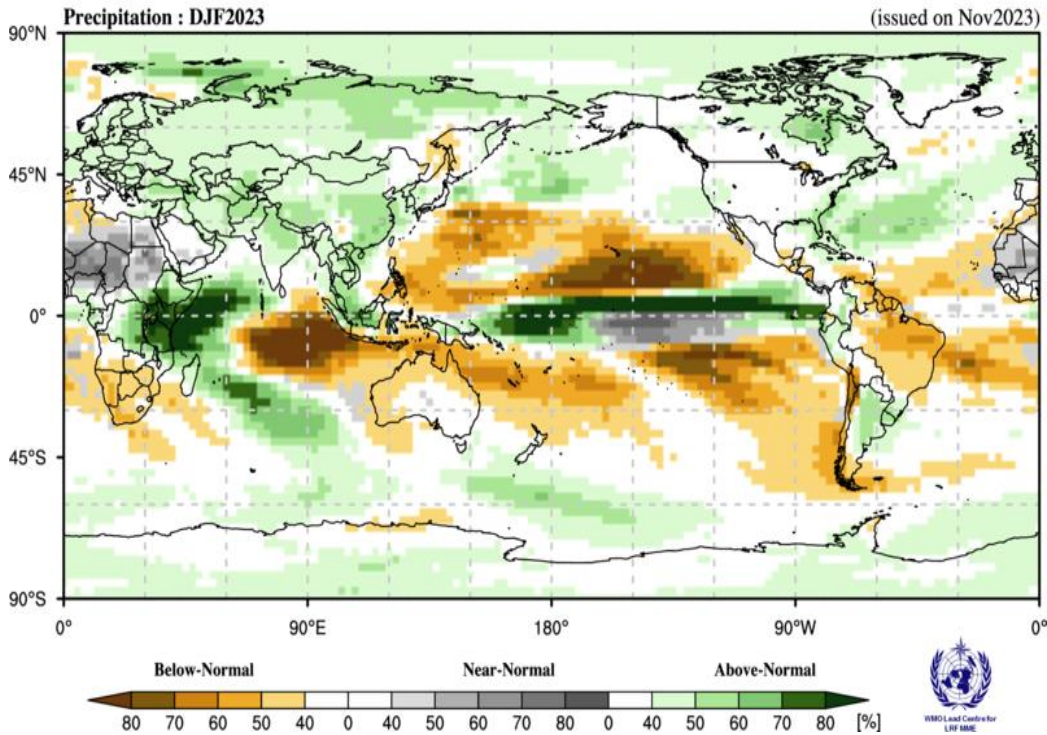 Precipitation : DJF2023 (issued on Nov2023)
90°N
45°N
0°
45°S
90°S
0° 90°E 180° 90°W 0°
Below-Normal Near-Normal Above-Normal
80 70 60 50 40 0 40 50 60 70 80 0 40 50 60 70 80 [%]
WMO Lead Centre for
LRF MME